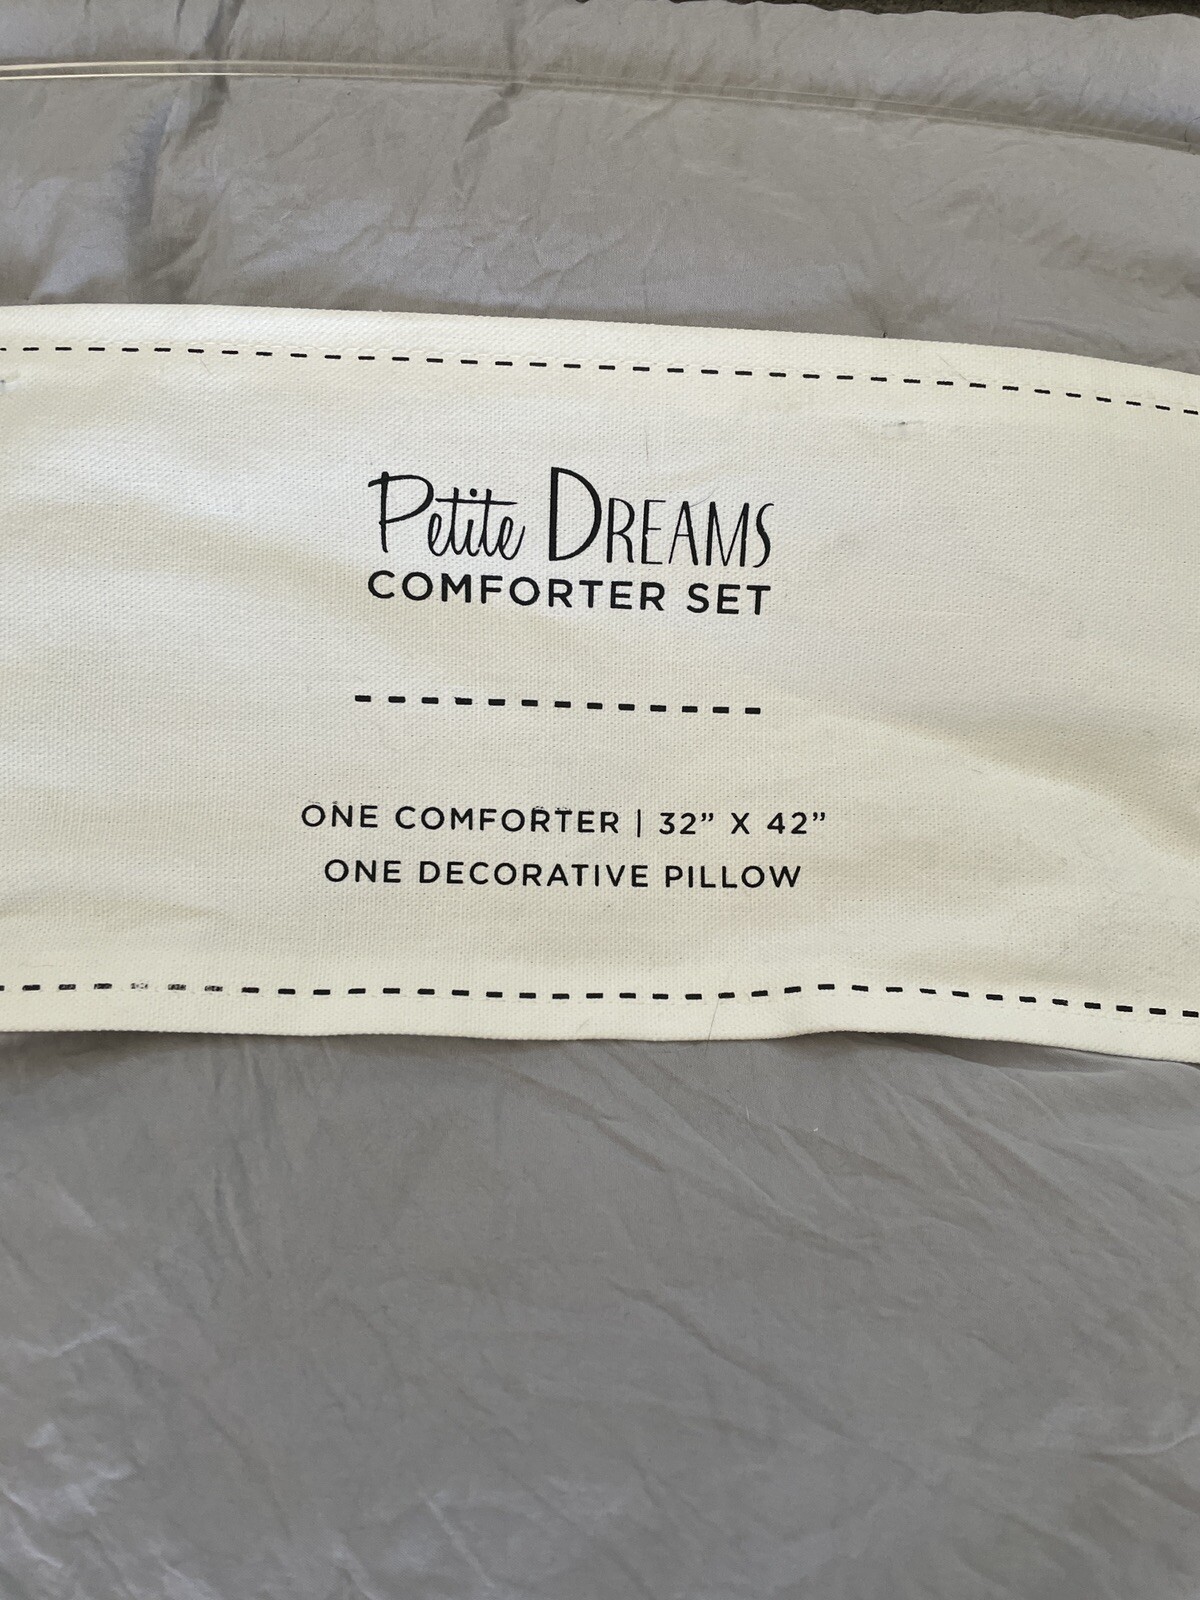 Petite DREAMS
COMFORTER SET
ONE COMFORTER | 32” X 42”
ONE DECORATIVE PILLOW